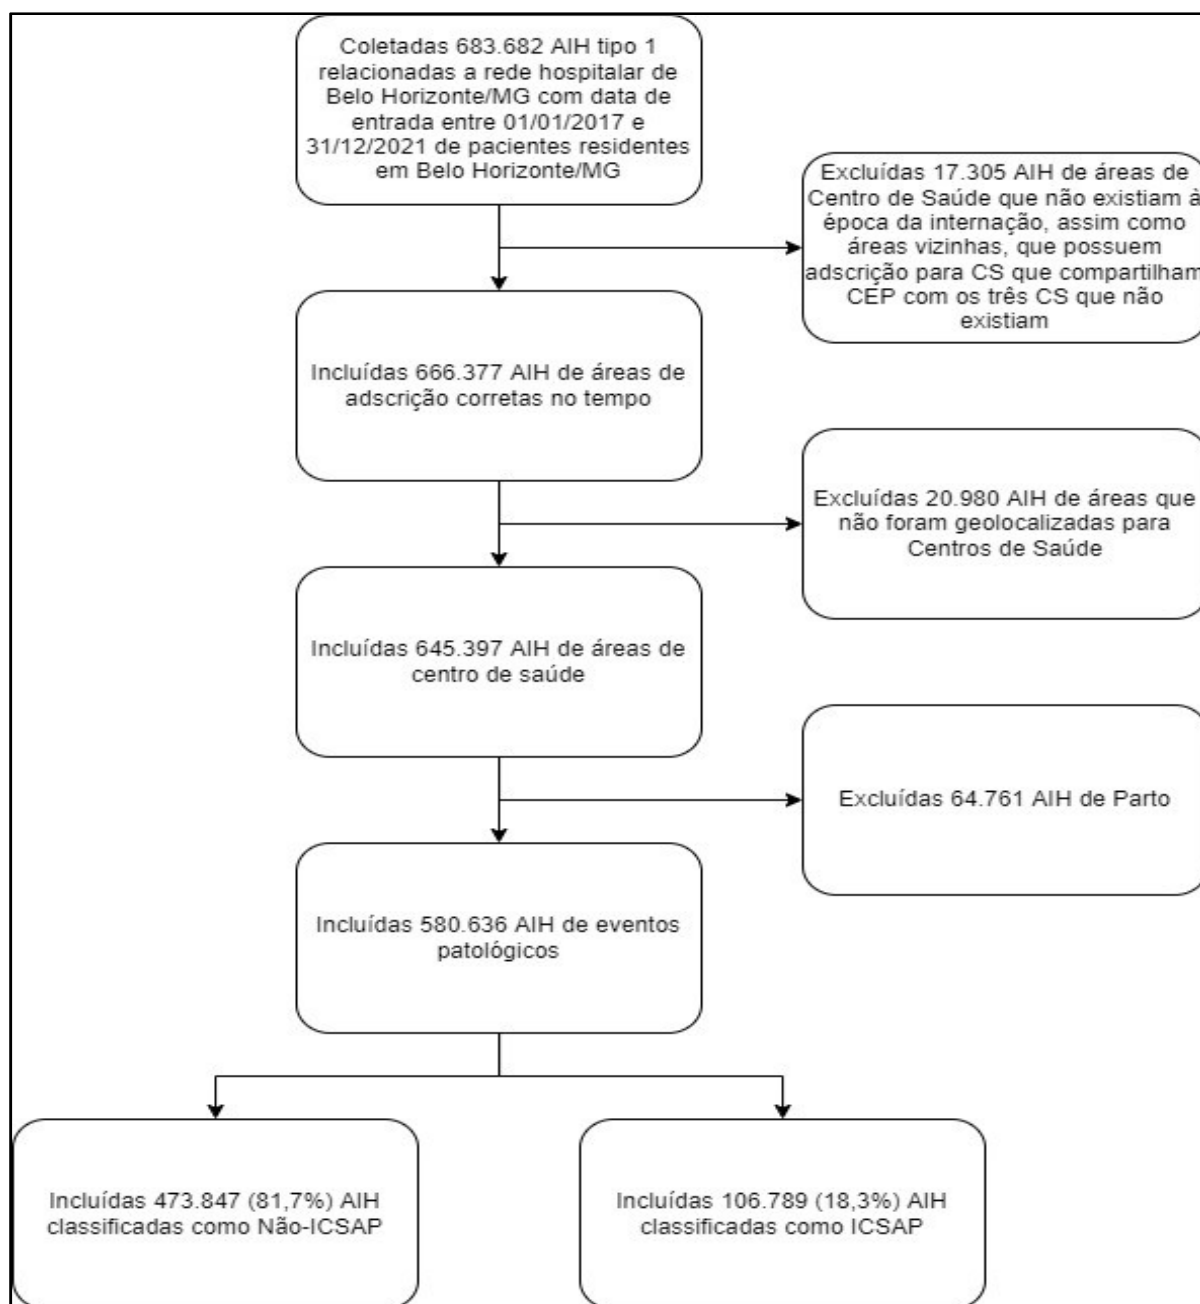 Coletadas 683.682 AIH tipo 1
relacionadas a rede hospitalar de
Belo Horizonte/MG com data de
entrada entre 01/01/2017 e
31/12/2021 de pacientes residentes
em Belo Horizonte/MG
Excluídas 17.305 AIH de áreas de
Centro de Saúde que não existiam à
época da internação, assim como
áreas vizinhas, que possuem
adscrição para CS que compartilham
CEP com os três CS que não
existiam
Incluídas 666.377 AIH de áreas de
adscrição corretas no tempo
Excluídas 20.980 AIH de áreas que
não foram geolocalizadas para
Centros de Saúde
Incluídas 645.397 AIH de áreas de
centro de saúde
Excluídas 64.761 AIH de Parto
Incluídas 580.636 AIH de eventos
patológicos
Incluídas 473.847 (81,7%) AIH
classificadas como Não-ICSAP
Incluídas 106.789 (18,3%) AIH
classificadas como ICSAP